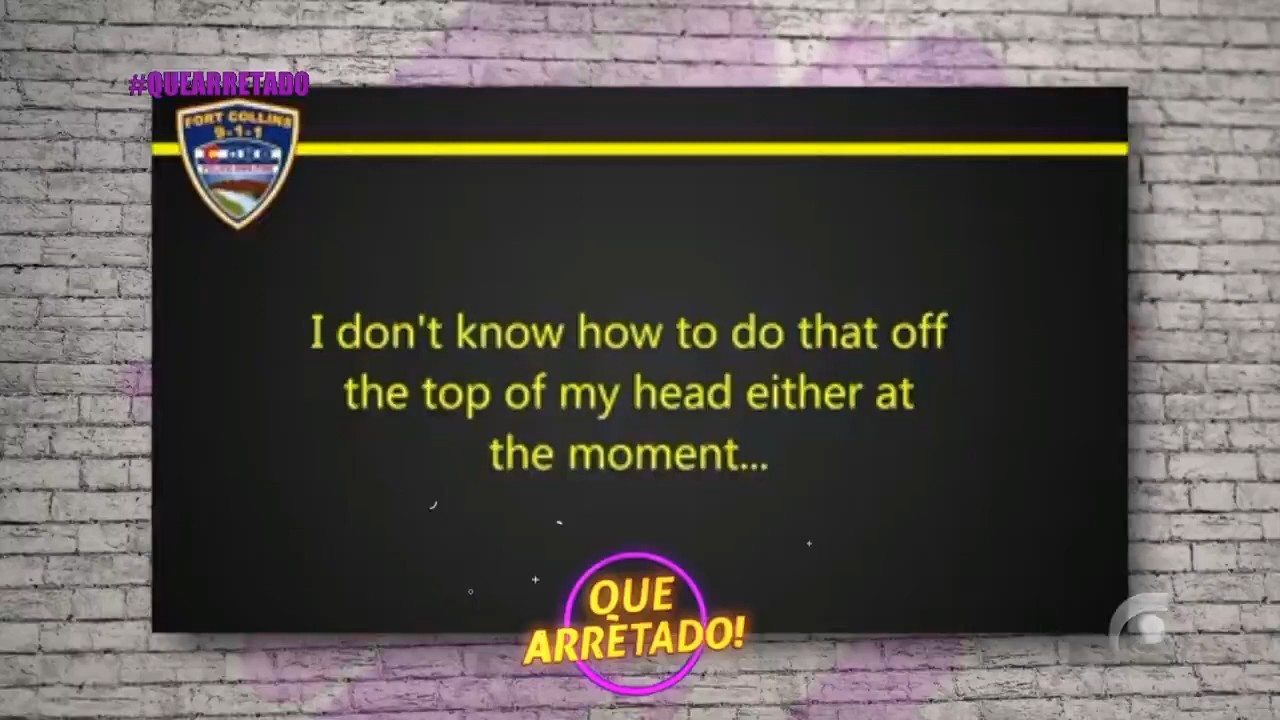 #QUEARRETADO
FORT COLLINS
9-1-1
I don't know how to do that off
the top of my head either at
the moment...
QUE
ARRETADO!